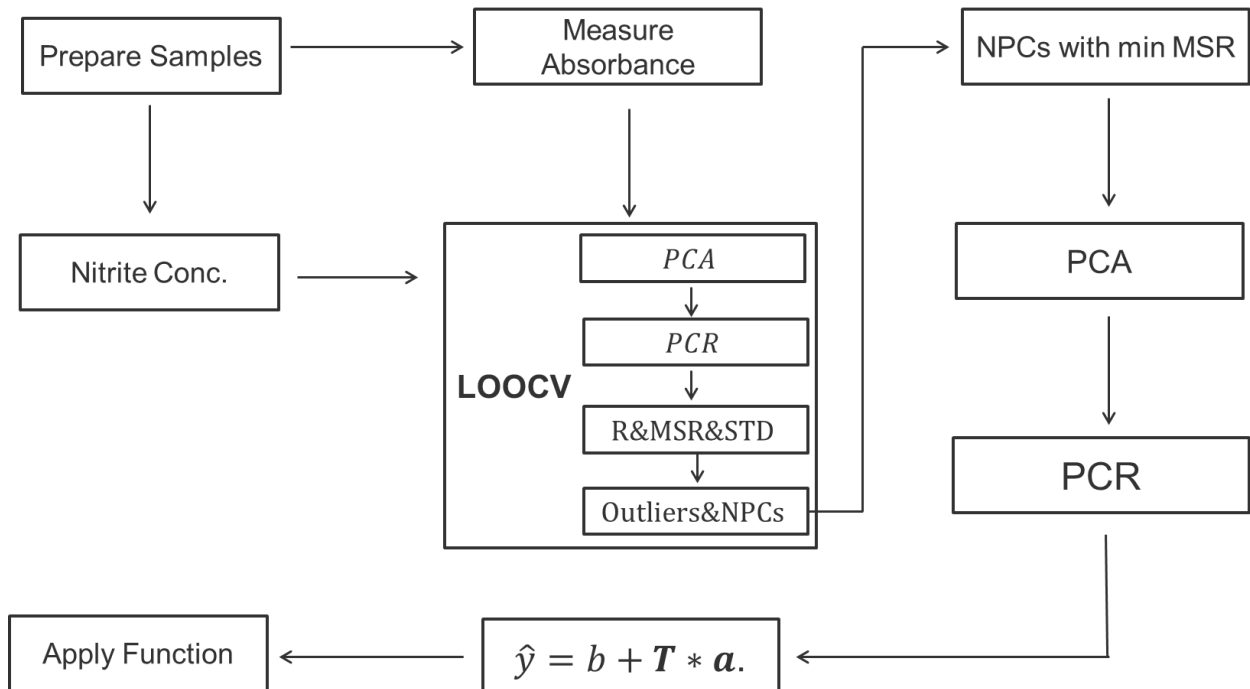 Prepare Samples
Measure
Absorbance
NPCs with min MSR
Nitrite Conc.
LOOCV
PCA
PCR
R&MSR&STD
Outliers&NPCs
PCA
PCR
ŷ = b + T * a.
Apply Function